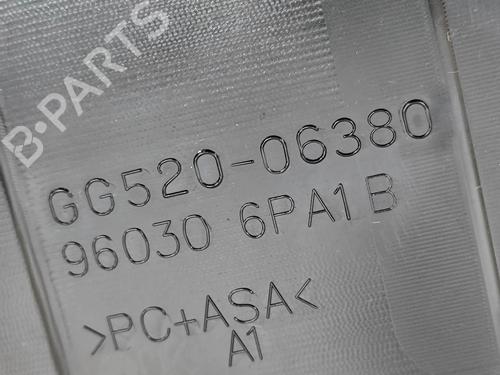 B-PARTS
GG520-06380
96030 6PA1B
>PC+ASA<
A1